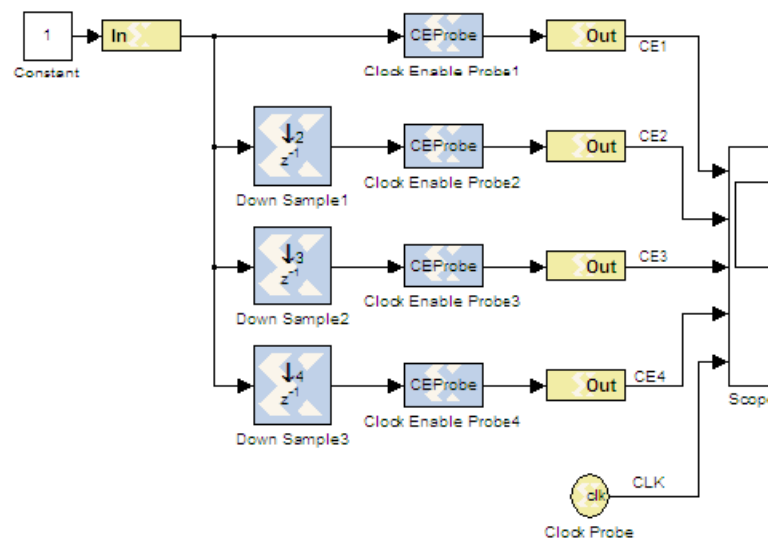 1
In
CEProbe
Out
CE1
Constant
Clock Enable Probe1
↓2
z-1
CEProbe
Out
CE2
Down Sample1
Clock Enable Probe2
↓3
z-1
CEProbe
Out
CE3
Down Sample2
Clock Enable Probe3
↓4
z-1
CEProbe
Out
CE4
Scope
Down Sample3
Clock Enable Probe4
clk
CLK
Clock Probe